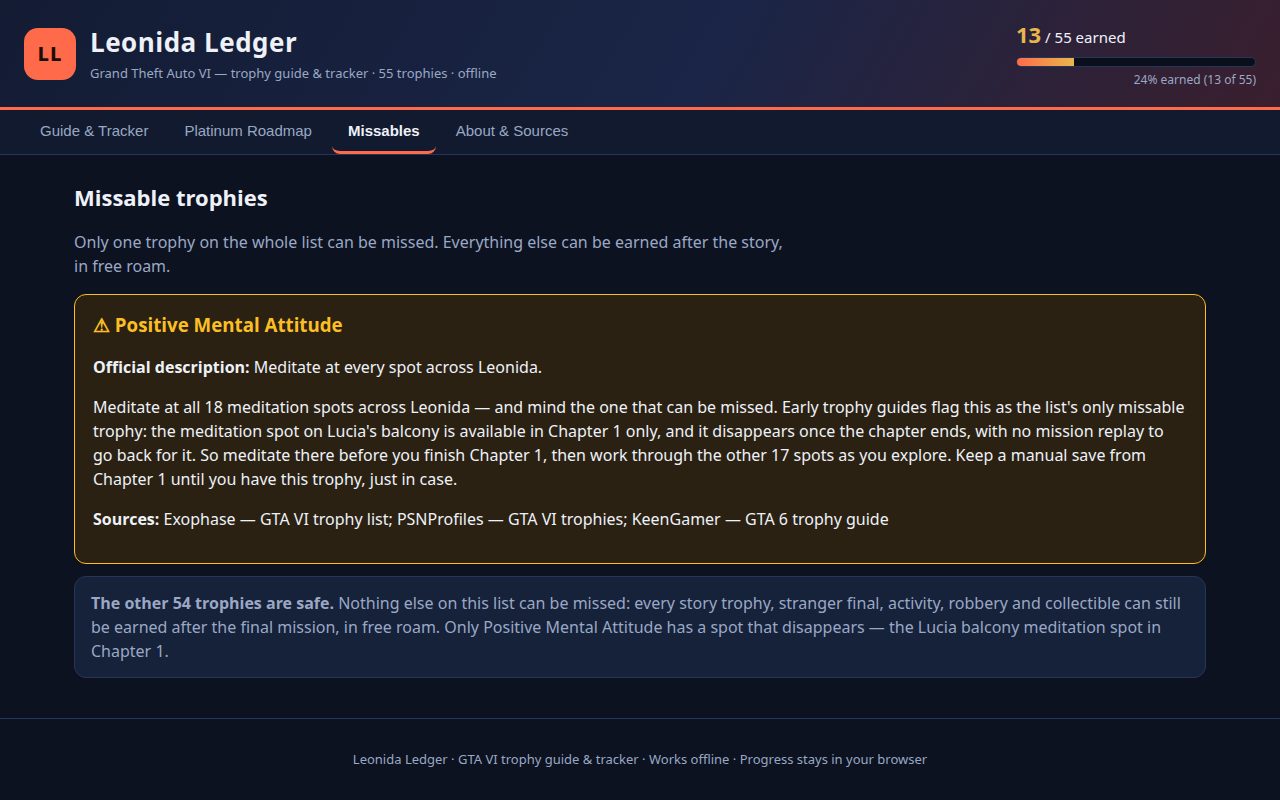 LL
Leonida Ledger
Grand Theft Auto VI — trophy guide & tracker · 55 trophies · offline
13 / 55 earned
24% earned (13 of 55)
Guide & Tracker
Platinum Roadmap
Missables
About & Sources
Missable trophies
Only one trophy on the whole list can be missed. Everything else can be earned after the story,
in free roam.
⚠ Positive Mental Attitude
Official description: Meditate at every spot across Leonida.
Meditate at all 18 meditation spots across Leonida — and mind the one that can be missed. Early trophy guides flag this as the list's only missable
trophy: the meditation spot on Lucia's balcony is available in Chapter 1 only, and it disappears once the chapter ends, with no mission replay to
go back for it. So meditate there before you finish Chapter 1, then work through the other 17 spots as you explore. Keep a manual save from
Chapter 1 until you have this trophy, just in case.
Sources: Exophase — GTA VI trophy list; PSNProfiles — GTA VI trophies; KeenGamer — GTA 6 trophy guide
The other 54 trophies are safe. Nothing else on this list can be missed: every story trophy, stranger final, activity, robbery and collectible can still
be earned after the final mission, in free roam. Only Positive Mental Attitude has a spot that disappears — the Lucia balcony meditation spot in
Chapter 1.
Leonida Ledger · GTA VI trophy guide & tracker · Works offline · Progress stays in your browser